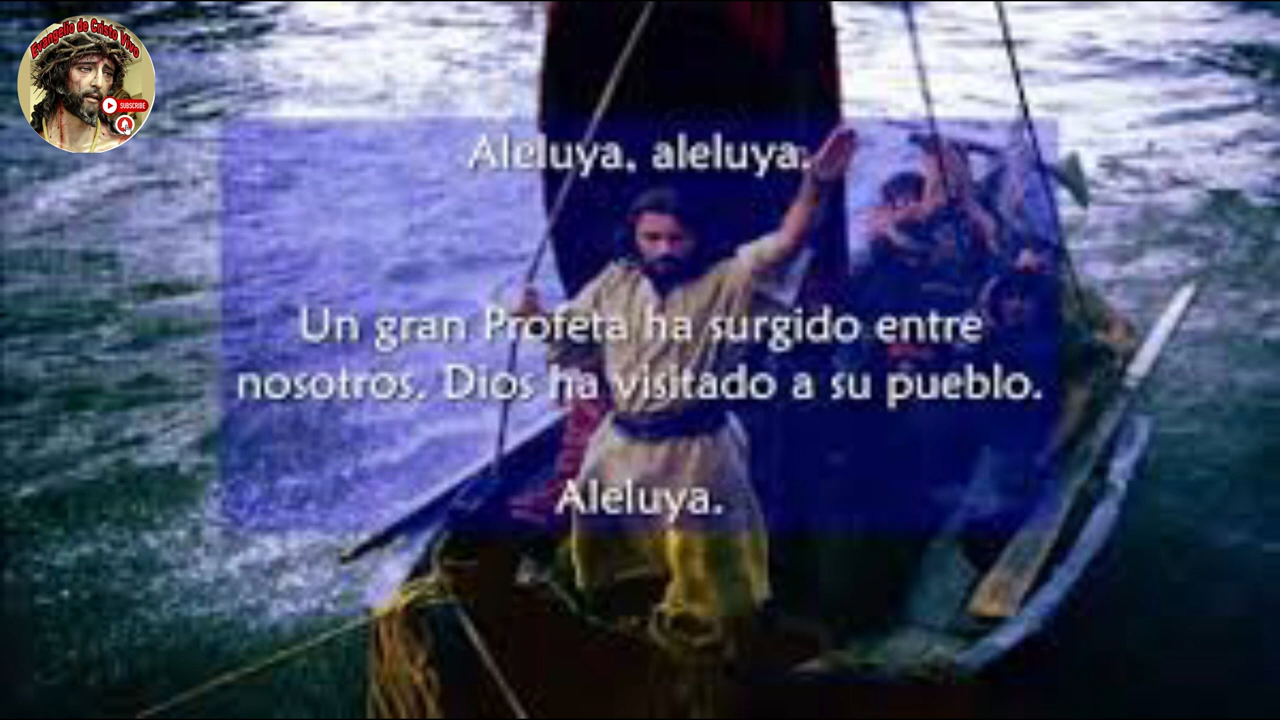 Evangelio de Cristo Vivo
SUBSCRIBE
Aleluya, aleluya.
Un gran Profeta ha surgido entre
nosotros. Dios ha visitado a su pueblo.
Aleluya.